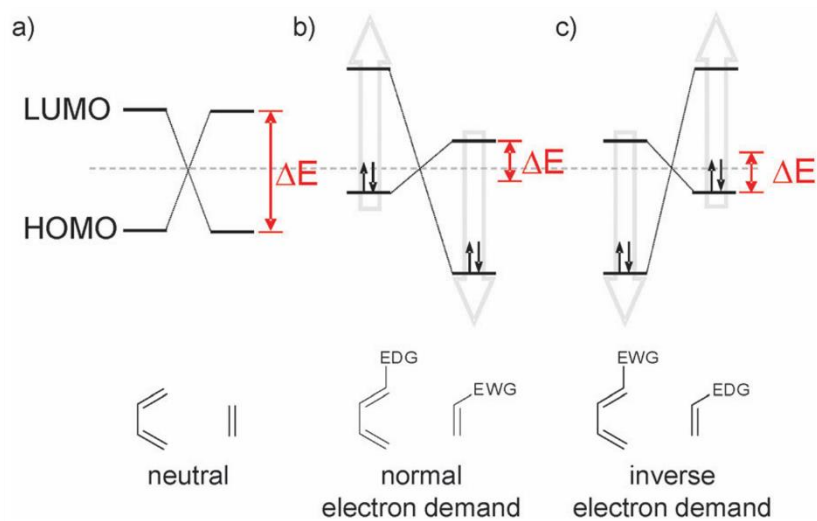 a)
b)
c)
LUMO
HOMO
ΔE
ΔE
ΔE
EDG
EWG
EWG
EDG
neutral
normal
electron demand
inverse
electron demand